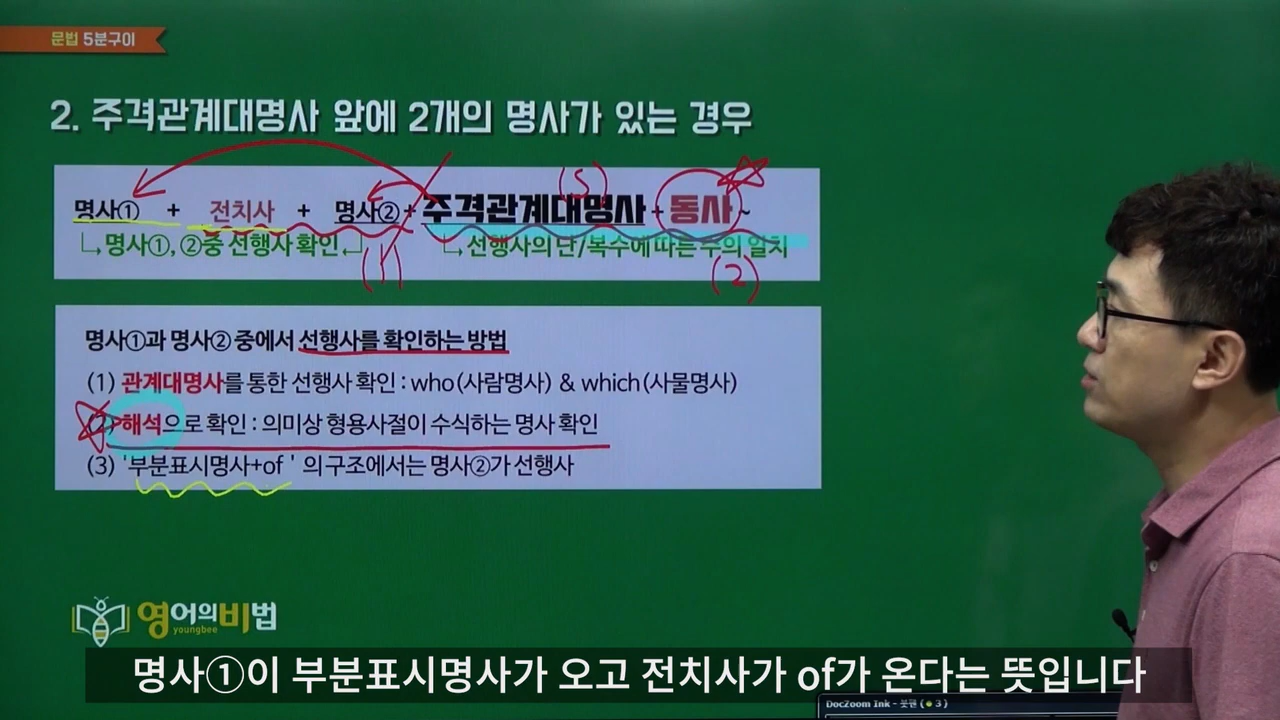 문법 5분구이
2. 주격관계대명사 앞에 2개의 명사가 있는 경우
명사① + 전치사 + 명사② + 주격관계대명사 + 동사 ~
(S)
명사①, ②중 선행사 확인
선행사의 단/복수에 따른 수의 일치
(1)
(2)
명사①과 명사② 중에서 선행사를 확인하는 방법
(1) 관계대명사를 통한 선행사 확인 : who(사람명사) & which(사물명사)
(2) 해석으로 확인 : 의미상 형용사절이 수식하는 명사 확인
(3) '부분표시명사+of ' 의 구조에서는 명사②가 선행사
영어의비법
youngbee
명사①이 부분표시명사가 오고 전치사가 of가 온다는 뜻입니다
DocZoom Ink - 붓펜 ( 3 )